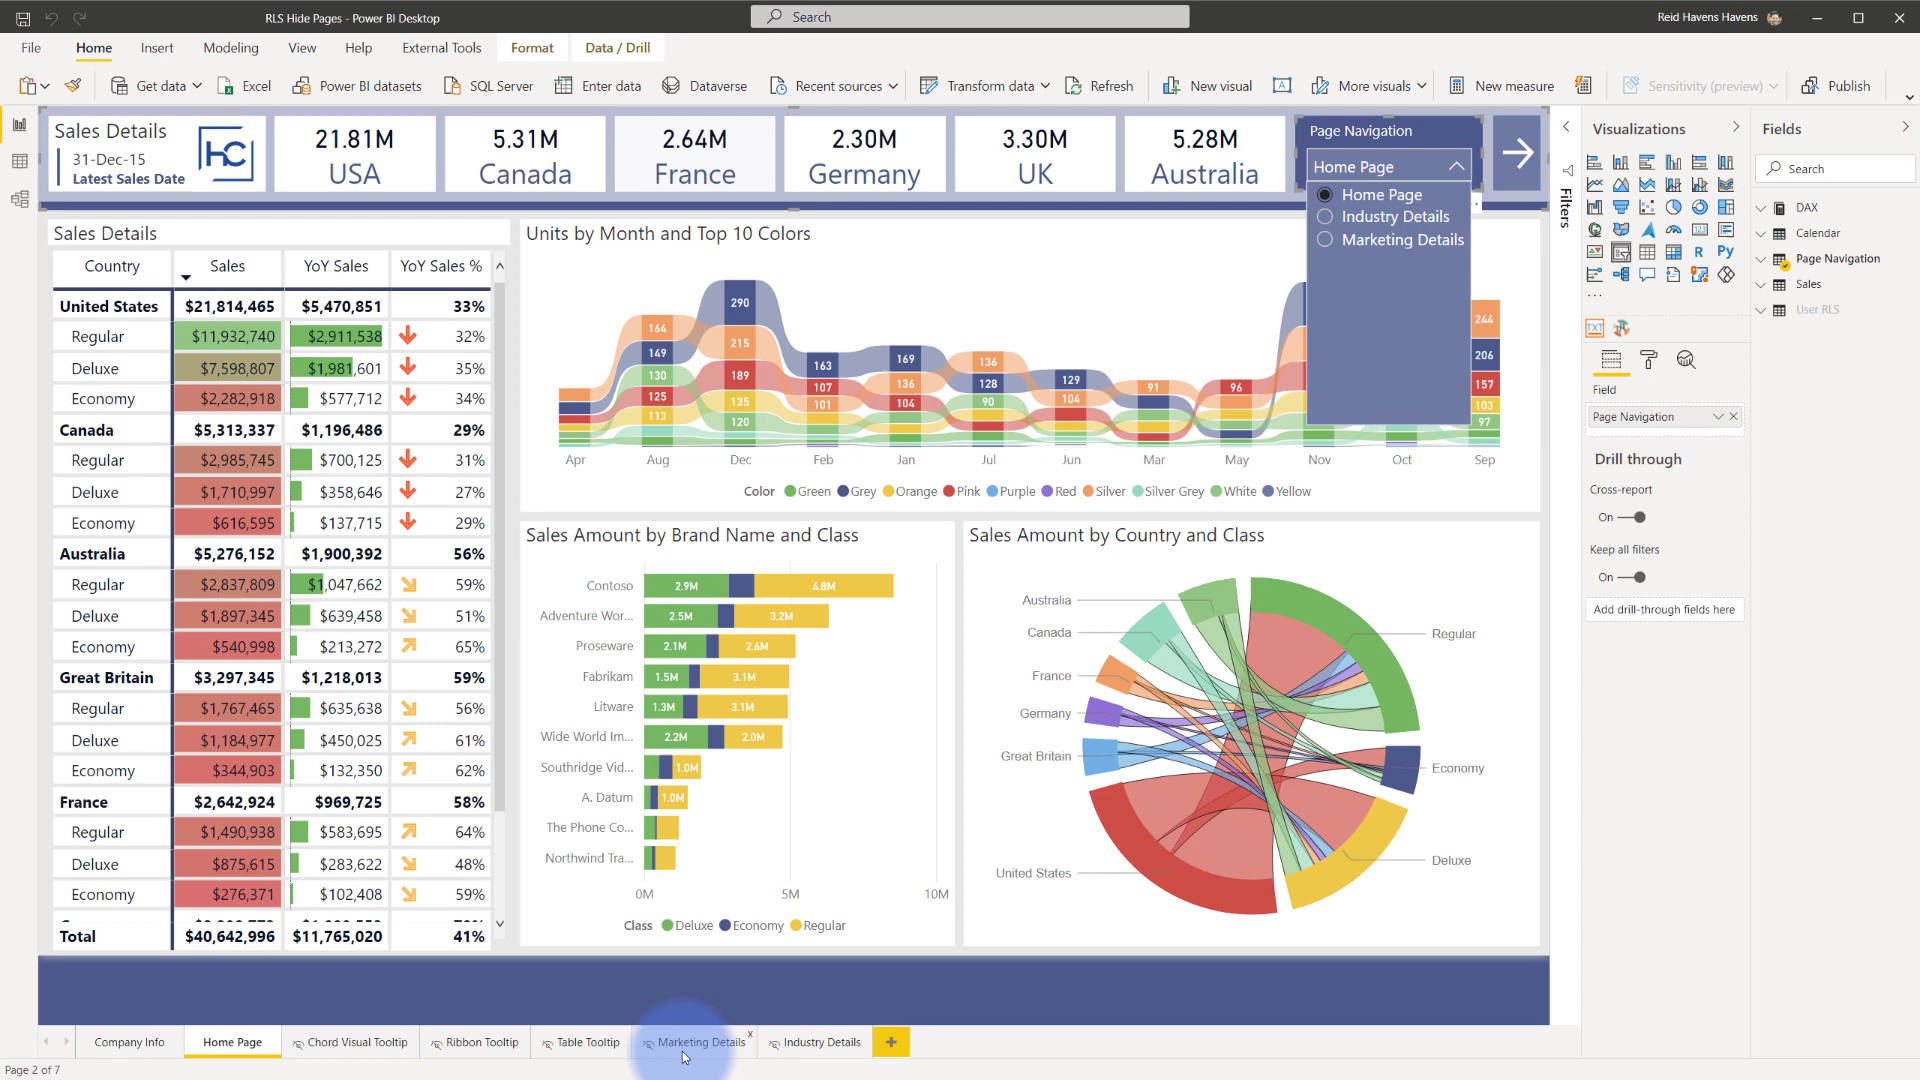 RLS Hide Pages - Power BI Desktop
Search
Reid Havens Havens
File Home Insert Modeling View Help External Tools Format Data / Drill
Get data Excel Power BI datasets SQL Server Enter data Dataverse Recent sources Transform data Refresh New visual More visuals New measure Sensitivity (preview) Publish
Sales Details
31-Dec-15
Latest Sales Date
HC
21.81M
USA
5.31M
Canada
2.64M
France
2.30M
Germany
3.30M
UK
5.28M
Australia
Page Navigation
Home Page
Home Page
Industry Details
Marketing Details
Sales Details
Country Sales YoY Sales YoY Sales %
United States $21,814,465 $5,470,851 33%
Regular $11,932,740 $2,911,538 32%
Deluxe $7,598,807 $1,981,601 35%
Economy $2,282,918 $577,712 34%
Canada $5,313,337 $1,196,486 29%
Regular $2,985,745 $700,125 31%
Deluxe $1,710,997 $358,646 27%
Economy $616,595 $137,715 29%
Australia $5,276,152 $1,900,392 56%
Regular $2,837,809 $1,047,662 59%
Deluxe $1,897,345 $639,458 51%
Economy $540,998 $213,272 65%
Great Britain $3,297,345 $1,218,013 59%
Regular $1,767,465 $635,638 56%
Deluxe $1,184,977 $450,025 61%
Economy $344,903 $132,350 62%
France $2,642,924 $969,725 58%
Regular $1,490,938 $583,695 64%
Deluxe $875,615 $283,622 48%
Economy $276,371 $102,408 59%
Total $40,642,996 $11,765,020 41%
Units by Month and Top 10 Colors
164
149
130
125
113
290
215
189
135
120
163
107
101
169
136
104
136
128
90
129
104
91
96
244
206
157
103
97
Apr Aug Dec Feb Jan Jul Jun Mar May Nov Oct Sep
Color Green Grey Orange Pink Purple Red Silver Silver Grey White Yellow
Sales Amount by Brand Name and Class
Contoso 2.9M 4.8M
Adventure Wor... 2.5M 3.2M
Proseware 2.1M 2.6M
Fabrikam 1.5M 3.1M
Litware 1.3M 3.1M
Wide World Im... 2.2M 2.0M
Southridge Vid... 1.0M
A. Datum 1.0M
The Phone Co...
Northwind Tra...
0M 5M 10M
Class Deluxe Economy Regular
Sales Amount by Country and Class
Australia
Canada
France
Germany
Great Britain
United States
Regular
Economy
Deluxe
Filters
Visualizations
R
Py
TXT
Field
Page Navigation
Drill through
Cross-report
On
Keep all filters
On
Add drill-through fields here
Fields
Search
DAX
Calendar
Page Navigation
Sales
User RLS
Company Info Home Page Chord Visual Tooltip Ribbon Tooltip Table Tooltip Marketing Details x Industry Details +
Page 2 of 7